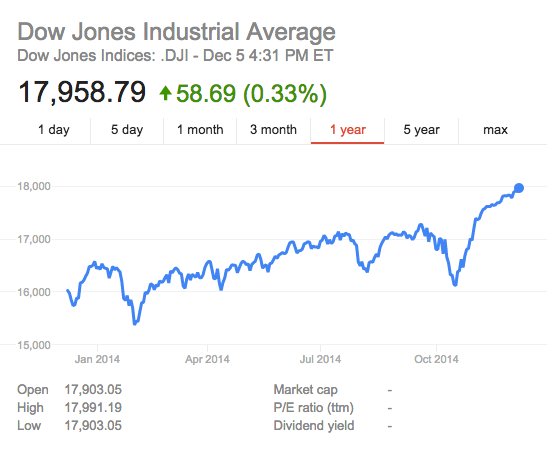 Dow Jones Industrial Average
Dow Jones Indices: .DJI - Dec 5 4:31 PM ET
17,958.79 58.69 (0.33%)
1 day 5 day 1 month 3 month 1 year 5 year max
18,000
17,000
16,000
15,000
Jan 2014 Apr 2014 Jul 2014 Oct 2014
Open 17,903.05 Market cap -
High 17,991.19 P/E ratio (ttm) -
Low 17,903.05 Dividend yield -